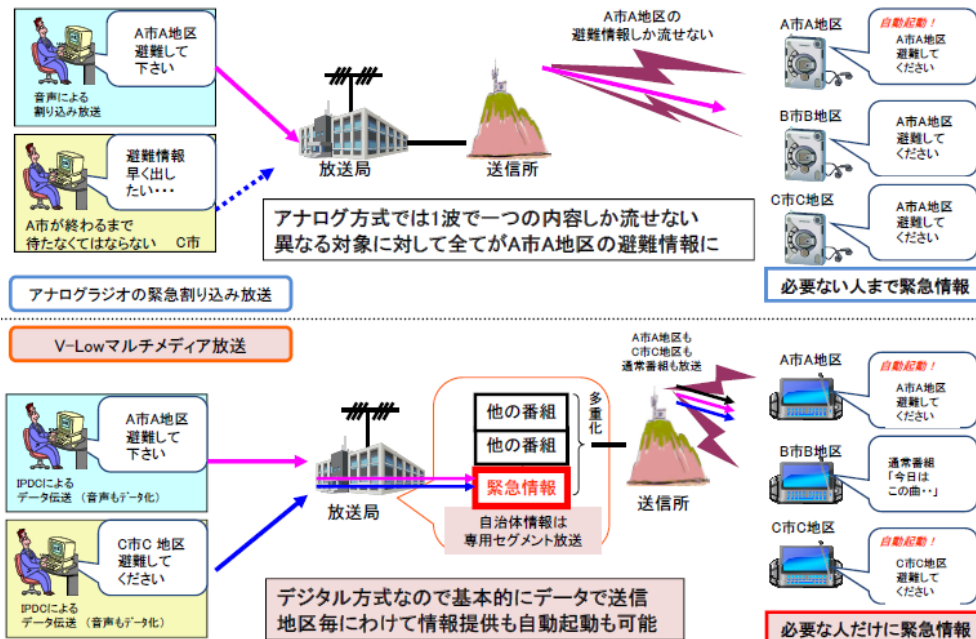 A市A地区
避難して
下さい
音声による
割り込み放送
避難情報
早く出し
たい・・・
A市が終わるまで
待たなくてはならない C市
放送局
送信所
A市A地区の
避難情報しか流せない
アナログ方式では1波で一つの内容しか流せない
異なる対象に対して全てがA市A地区の避難情報に
A市A地区
自動起動！
A市A地区
避難して
ください
B市B地区
A市A地区
避難して
ください
C市C地区
A市A地区
避難して
ください
アナログラジオの緊急割り込み放送
必要ない人まで緊急情報
V-Lowマルチメディア放送
A市A地区
避難して
下さい
IPDCによる
データ伝送 （音声もデータ化）
C市C 地区
避難して
ください
IPDCによる
データ伝送 （音声もデータ化）
放送局
他の番組
他の番組
緊急情報
多重化
自治体情報は
専用セグメント放送
送信所
A市A地区も
C市C地区も
通常番組も放送
A市A地区
自動起動！
A市A地区
避難して
ください
B市B地区
通常番組
「今日は
この曲・・」
C市C地区
自動起動！
C市C地区
避難して
ください
デジタル方式なので基本的にデータで送信
地区毎にわけて情報提供も自動起動も可能
必要な人だけに緊急情報